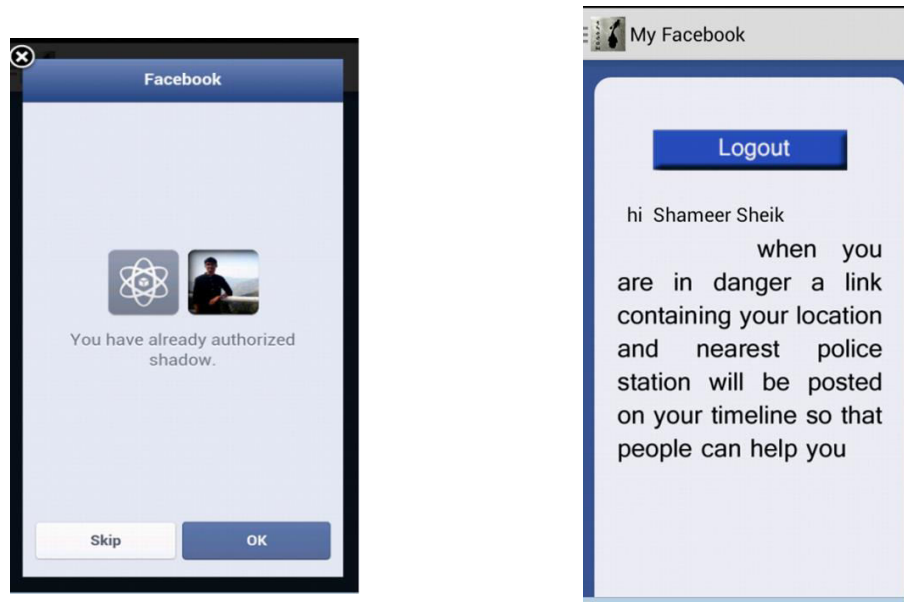 Facebook
You have already authorized
shadow.
Skip
OK
My Facebook
Logout
hi Shameer Sheik
when you
are in danger a link
containing your location
and nearest police
station will be posted
on your timeline so that
people can help you